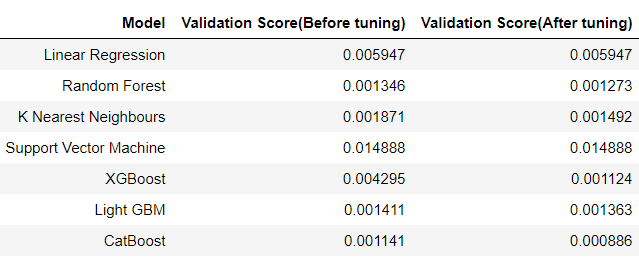 Model Validation Score(Before tuning) Validation Score(After tuning)
Linear Regression 0.005947 0.005947
Random Forest 0.001346 0.001273
K Nearest Neighbours 0.001871 0.001492
Support Vector Machine 0.014888 0.014888
XGBoost 0.004295 0.001124
Light GBM 0.001411 0.001363
CatBoost 0.001141 0.000886